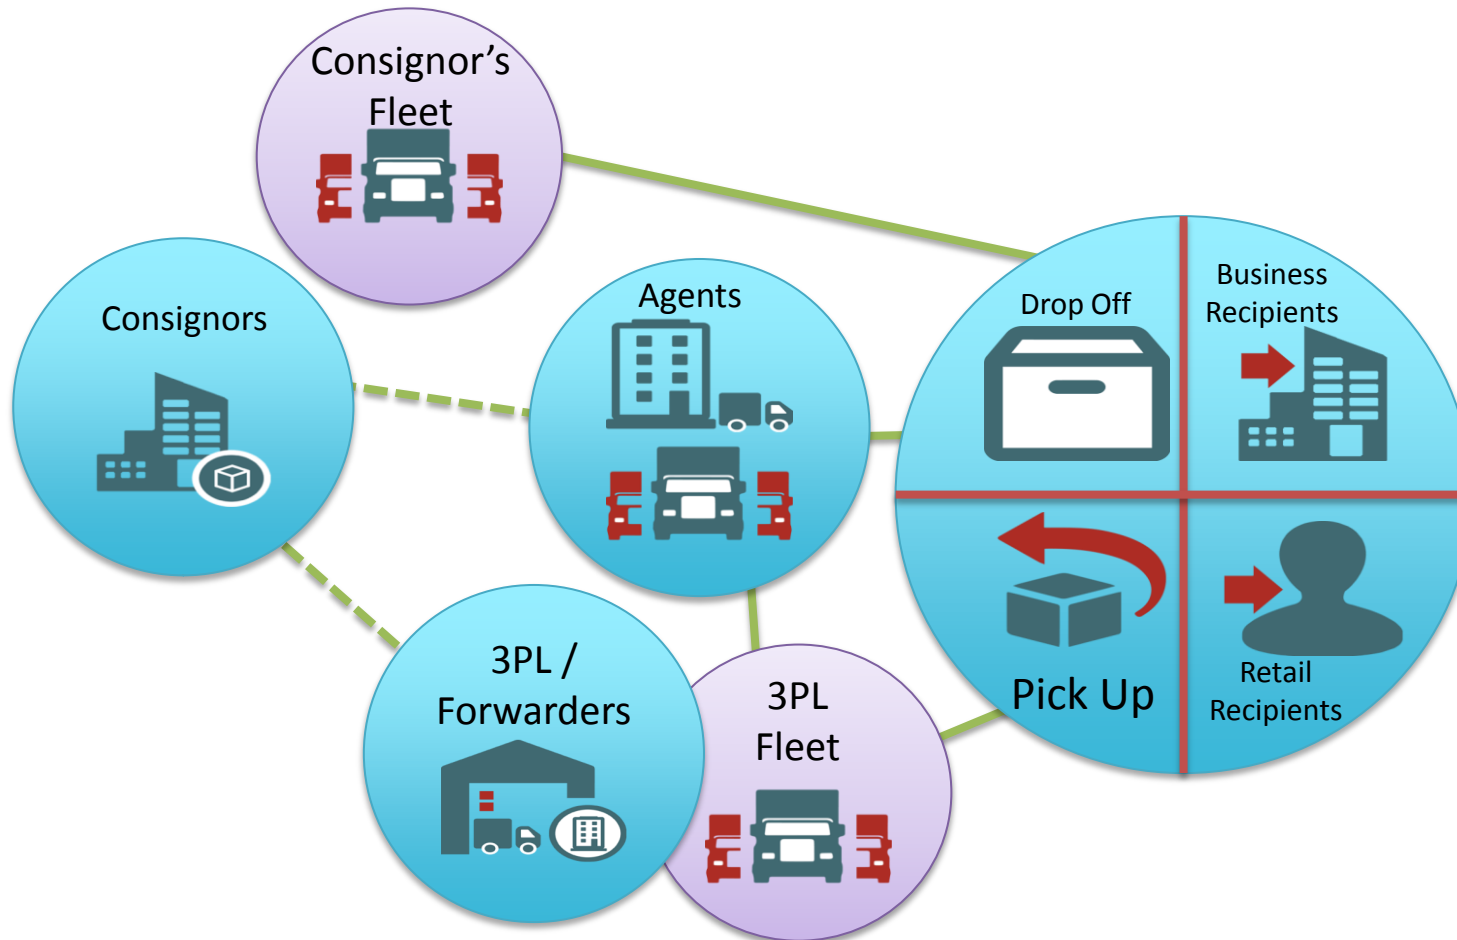 Consignor’s
Fleet
Consignors
Agents
Drop Off
Business
Recipients
3PL /
Forwarders
3PL
Fleet
Pick Up
Retail
Recipients